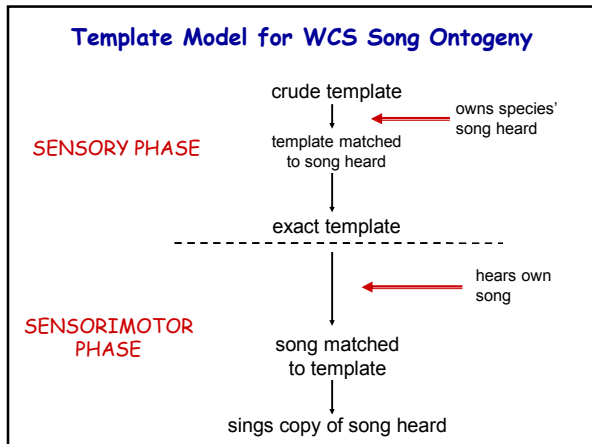 Template Model for WCS Song Ontogeny
crude template
owns species’
song heard
SENSORY PHASE
template matched
to song heard
exact template
hears own
song
SENSORIMOTOR
PHASE
song matched
to template
sings copy of song heard